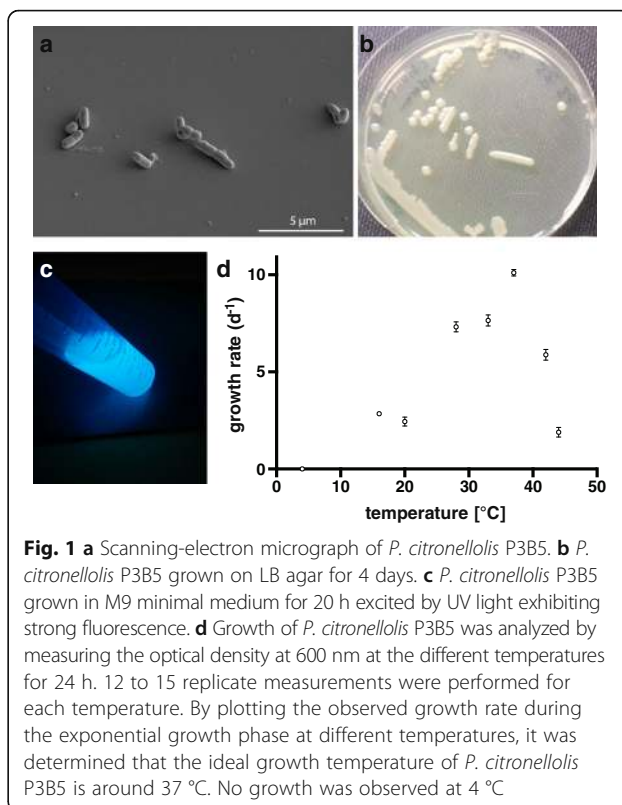 a
b
5 µm
c
d
10
5
0
growth rate (d⁻¹)
0 10 20 30 40 50
temperature [°C]
Fig. 1 a Scanning-electron micrograph of P. citronellolis P3B5. b P.
citronellolis P3B5 grown on LB agar for 4 days. c P. citronellolis P3B5
grown in M9 minimal medium for 20 h excited by UV light exhibiting
strong fluorescence. d Growth of P. citronellolis P3B5 was analyzed by
measuring the optical density at 600 nm at the different temperatures
for 24 h. 12 to 15 replicate measurements were performed for
each temperature. By plotting the observed growth rate during
the exponential growth phase at different temperatures, it was
determined that the ideal growth temperature of P. citronellolis
P3B5 is around 37 °C. No growth was observed at 4 °C